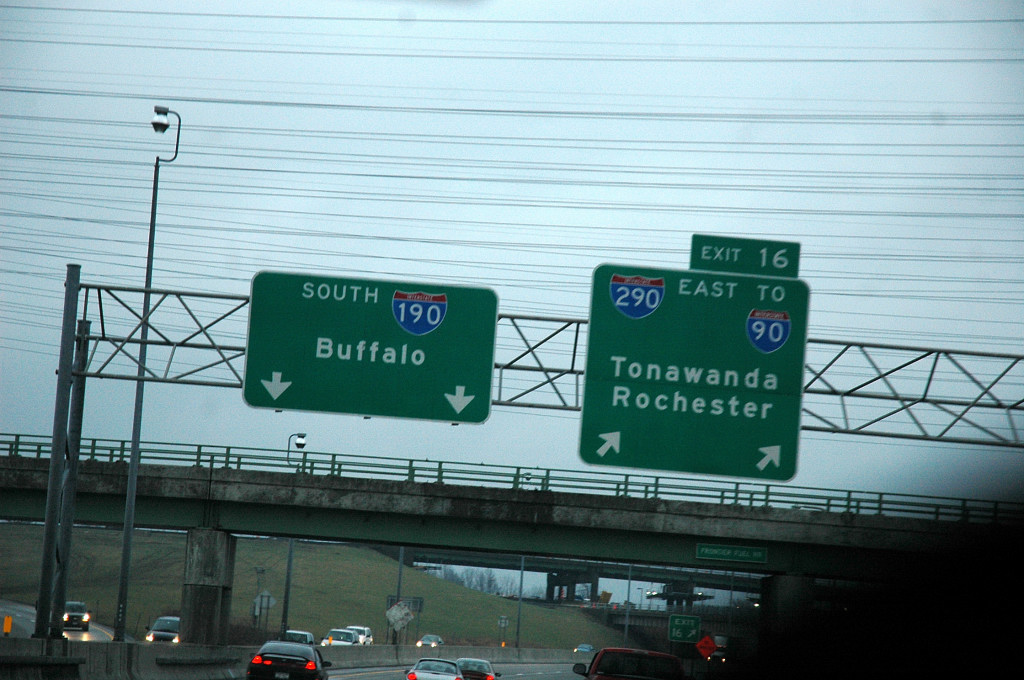 SOUTH 190
Buffalo
EXIT 16
290 EAST TO
90
Tonawanda
Rochester
EXIT
16